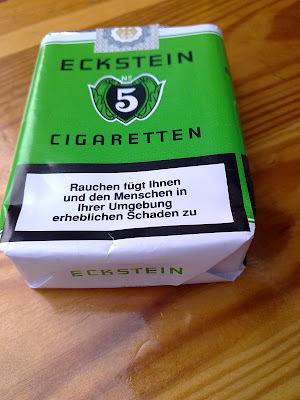 ECKSTEIN
No
5
CIGARETTEN
Rauchen fügt Ihnen
und den Menschen in
Ihrer Umgebung
erheblichen Schaden zu
ECKSTEIN